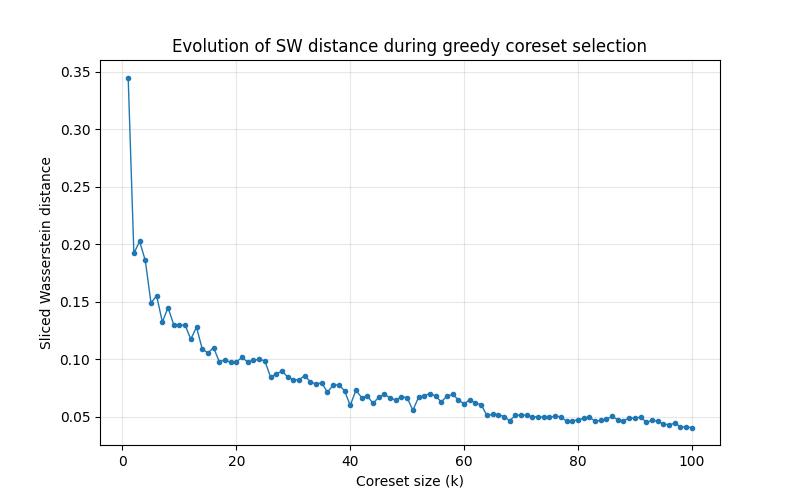 Evolution of SW distance during greedy coreset selection
Sliced Wasserstein distance
0.35
0.30
0.25
0.20
0.15
0.10
0.05
0 20 40 60 80 100
Coreset size (k)